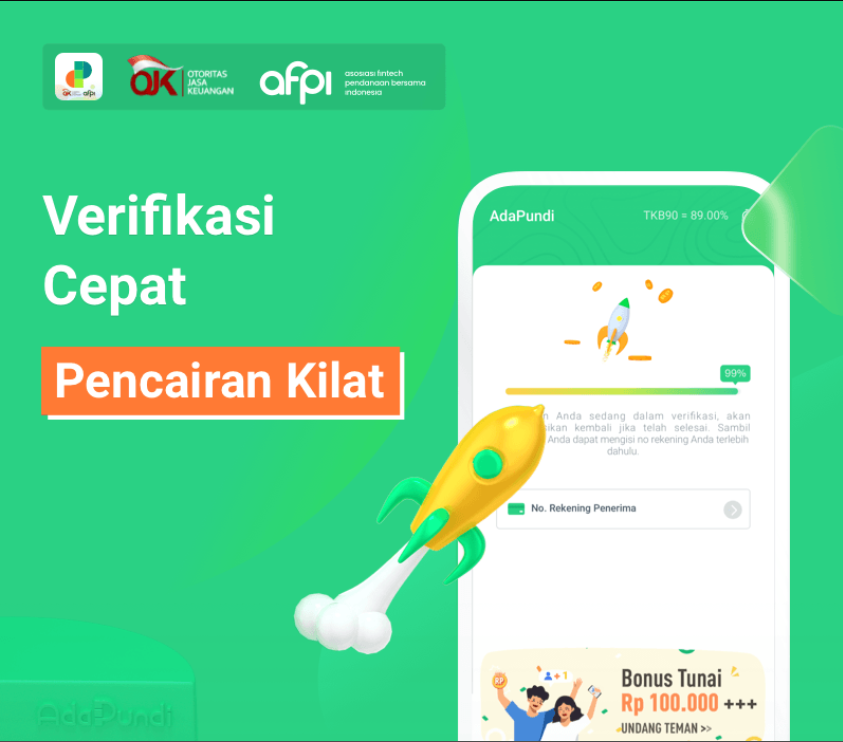 OJK OTORITAS
JASA
KEUANGAN
afpi asosiasi fintech
pendanaan bersama
indonesia
Verifikasi
Cepat
Pencairan Kilat
AdaPundi TKB90 = 89.00%
99%
Anda sedang dalam verifikasi, akan
kembali jika telah selesai. Sambil
Anda dapat mengisi no rekening Anda terlebih
dahulu.
No. Rekening Penerima
RP
+ 1
Bonus Tunai
Rp 100.000 +++
UNDANG TEMAN >>
AdaPundi